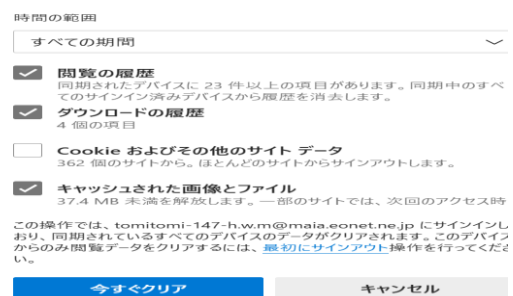 時間の範囲
すべての期間
閲覧の履歴
同期されたデバイスに 23 件以上の項目があります。同期中のすべ
てのサインイン済みデバイスから履歴を消去します。
ダウンロードの履歴
4 個の項目
Cookie およびその他のサイト データ
362 個のサイトから。ほとんどのサイトからサインアウトします。
キャッシュされた画像とファイル
37.4 MB 未満を解放します。一部のサイトでは、次回のアクセス時
この操作では、tomitomi-147-h.w.m@maia.eonet.ne.jp にサインインし
おり、同期されているすべてのデバイスのデータがクリアされます。このデバイス
からのみ閲覧データをクリアするには、最初にサインアウト操作を行ってくださ
い。
今すぐクリア
キャンセル